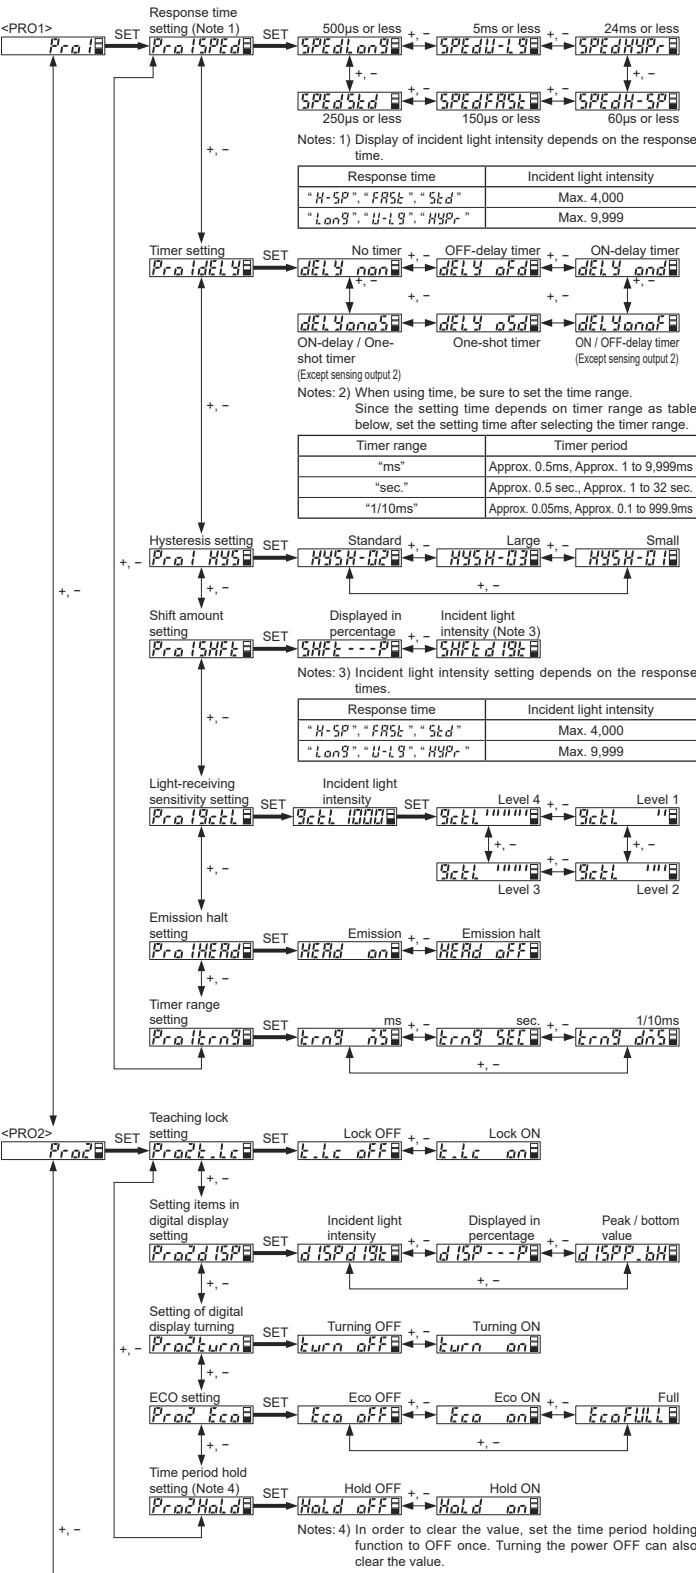 Response time
setting (Note 1)
<PRO1>
Pro1
SET
Pro1SPEd
SET
500µs or less
SPEdLong
+, −
5ms or less
SPEdU-LG
+, −
24ms or less
SPEdHYPr
+, −
+, −
SPEdStd
250µs or less
+, −
SPEdFASt
150µs or less
+, −
SPEdH-SP
60µs or less
+, −
Notes: 1) Display of incident light intensity depends on the response
time.
Response time Incident light intensity
“H-SP”, “FASt”, “Std” Max. 4,000
“Long”, “U-Lg”, “HYPr” Max. 9,999
Timer setting
Pro1dELY
SET
No timer
dELY non
+, −
OFF-delay timer
dELY oFd
+, −
ON-delay timer
dELY ond
+, −
+, −
dELYonoS
+, −
dELY oSd
+, −
dELYonoF
ON-delay / One-
shot timer
(Except sensing output 2)
One-shot timer
ON / OFF-delay timer
(Except sensing output 2)
+, −
Notes: 2) When using time, be sure to set the time range.
Since the setting time depends on timer range as table
below, set the setting time after selecting the timer range.
Timer range Timer period
“ms” Approx. 0.5ms, Approx. 1 to 9,999ms
“sec.” Approx. 0.5 sec., Approx. 1 to 32 sec.
“1/10ms” Approx. 0.05ms, Approx. 0.1 to 999.9ms
+, −
+, −
Hysteresis setting
Pro1 HYS
SET
Standard
HYSH-02
+, −
Large
HYSH-03
+, −
Small
HYSH-01
+, −
+, −
Shift amount
setting
Pro1SHFt
SET
Displayed in
percentage
SHFt---P
+, −
Incident light
intensity (Note 3)
SHFtdIGt
Notes: 3) Incident light intensity setting depends on the response
times.
Response time Incident light intensity
“H-SP”, “FASt”, “Std” Max. 4,000
“Long”, “U-Lg”, “HYPr” Max. 9,999
+, −
Light-receiving
sensitivity setting
Pro1gctL
SET
Incident light
intensity
gctL 1000
SET
Level 4
gctL
+, −
Level 1
gctL
+, −
+, −
gctL
Level 3
+, −
gctL
Level 2
+, −
Emission halt
setting
Pro1HEAd
SET
Emission
HEAd on
+, −
Emission halt
HEAd oFF
+, −
Timer range
setting
Pro1trng
SET
ms
trng mS
+, −
sec.
trng SEC
+, −
1/10ms
trng dmS
+, −
<PRO2>
Pro2
SET
Teaching lock
setting
Pro2t.Lc
SET
Lock OFF
t.Lc oFF
+, −
Lock ON
t.Lc on
+, −
Setting items in
digital display
setting
Pro2dISP
Incident light
intensity
dISPdIGt
+, −
Displayed in
percentage
dISP---P
+, −
Peak / bottom
value
dISPP.bH
SET
+, −
+, −
Setting of digital
display turning
+, −
Pro2turn
SET
Turning OFF
turn oFF
+, −
Turning ON
turn on
+, −
ECO setting
Pro2 Eco
SET
Eco OFF
Eco oFF
+, −
Eco ON
Eco on
+, −
Full
EcoFULL
+, −
+, −
Time period hold
setting (Note 4)
Pro2HoLd
SET
Hold OFF
HoLd oFF
+, −
Hold ON
HoLd on
+, −
Notes: 4) In order to clear the value, set the time period holding
function to OFF once. Turning the power OFF can also
clear the value.